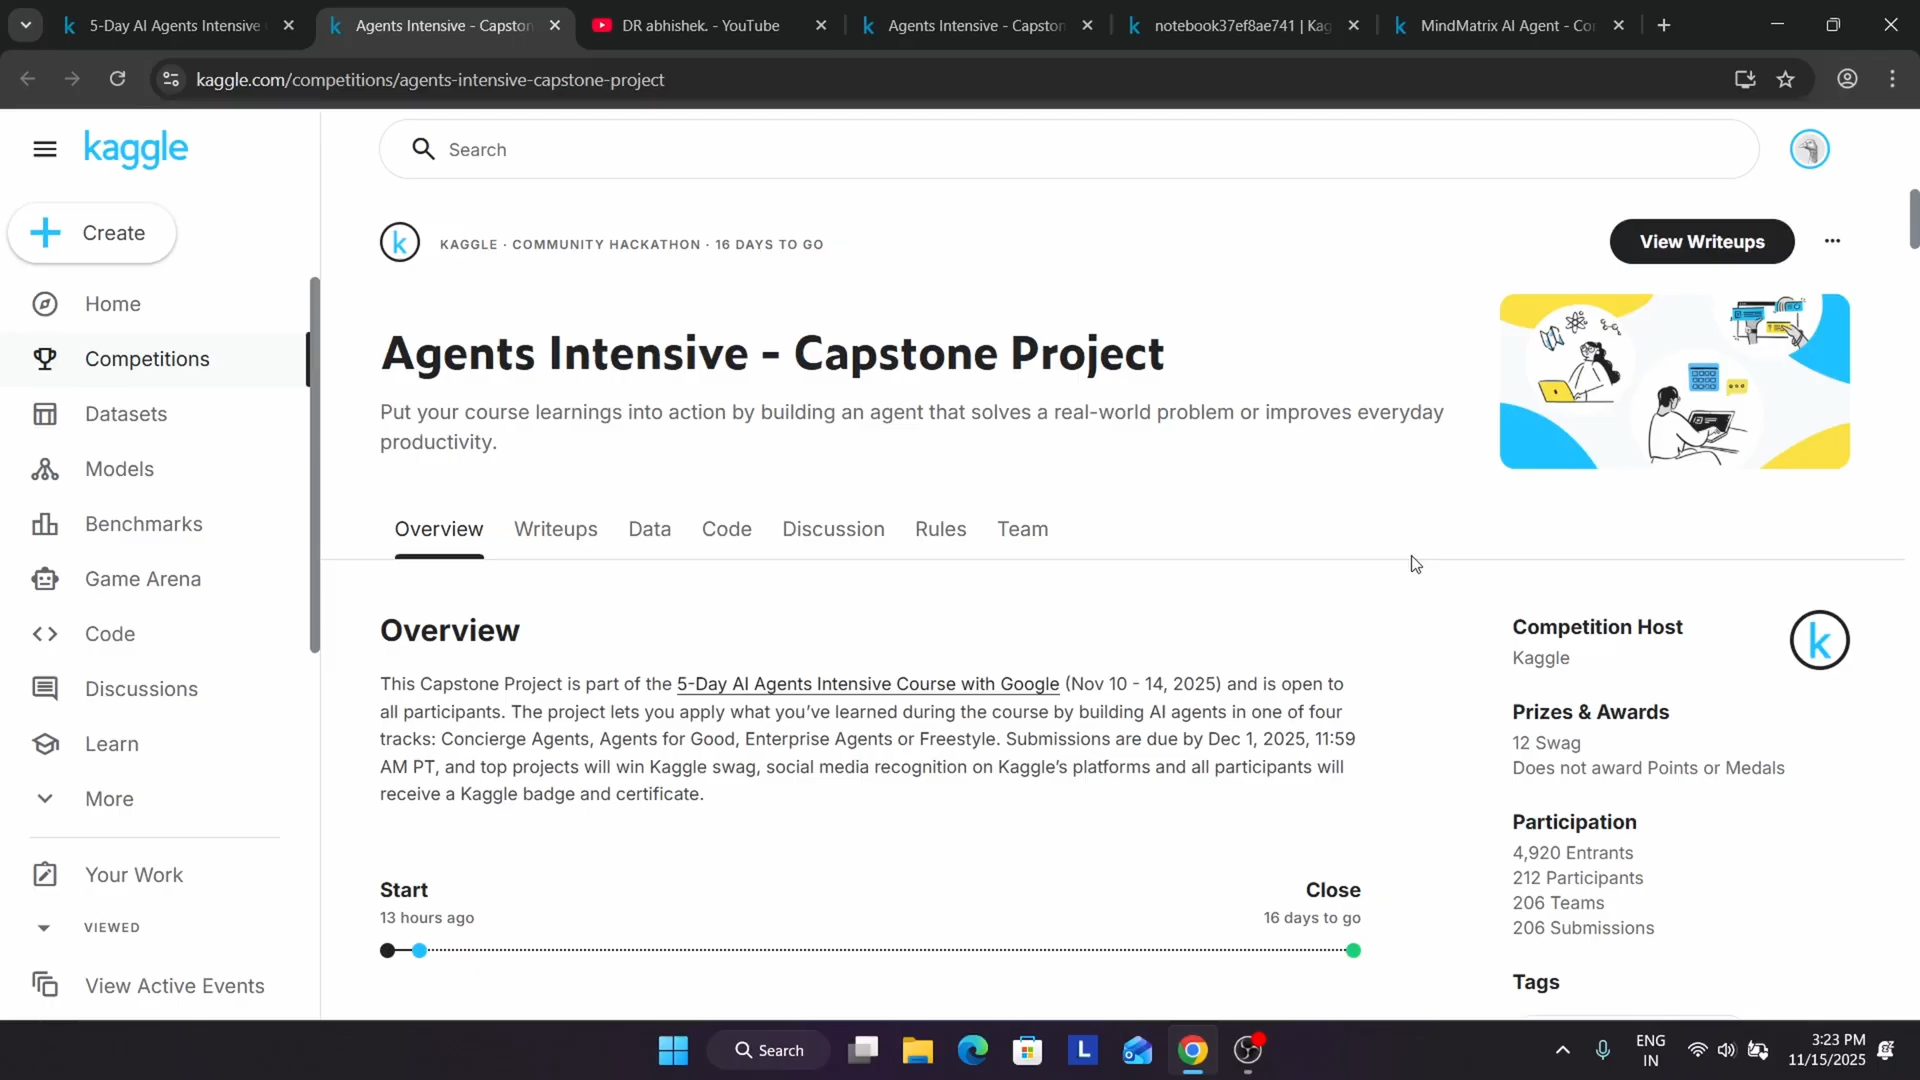 5-Day AI Agents Intensive
Agents Intensive - Capston
DR abhishek. - YouTube
Agents Intensive - Capston
notebook37ef8ae741 | Kag
MindMatrix AI Agent - Co
kaggle.com/competitions/agents-intensive-capstone-project
kaggle
Search
Create
Home
Competitions
Datasets
Models
Benchmarks
Game Arena
Code
Discussions
Learn
More
Your Work
VIEWED
View Active Events
KAGGLE · COMMUNITY HACKATHON · 16 DAYS TO GO
View Writeups
Agents Intensive - Capstone Project
Put your course learnings into action by building an agent that solves a real-world problem or improves everyday
productivity.
Overview Writeups Data Code Discussion Rules Team
Overview
This Capstone Project is part of the 5-Day AI Agents Intensive Course with Google (Nov 10 - 14, 2025) and is open to
all participants. The project lets you apply what you’ve learned during the course by building AI agents in one of four
tracks: Concierge Agents, Agents for Good, Enterprise Agents or Freestyle. Submissions are due by Dec 1, 2025, 11:59
AM PT, and top projects will win Kaggle swag, social media recognition on Kaggle’s platforms and all participants will
receive a Kaggle badge and certificate.
Start
13 hours ago
Close
16 days to go
Competition Host
Kaggle
Prizes & Awards
12 Swag
Does not award Points or Medals
Participation
4,920 Entrants
212 Participants
206 Teams
206 Submissions
Tags
Search
ENG
IN
3:23 PM
11/15/2025